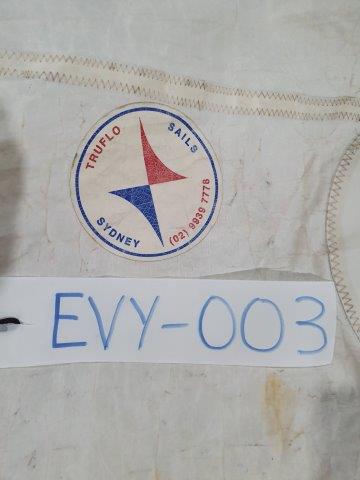 TRUFLO SAILS
SYDNEY (02) 9939 7778
EVY-003